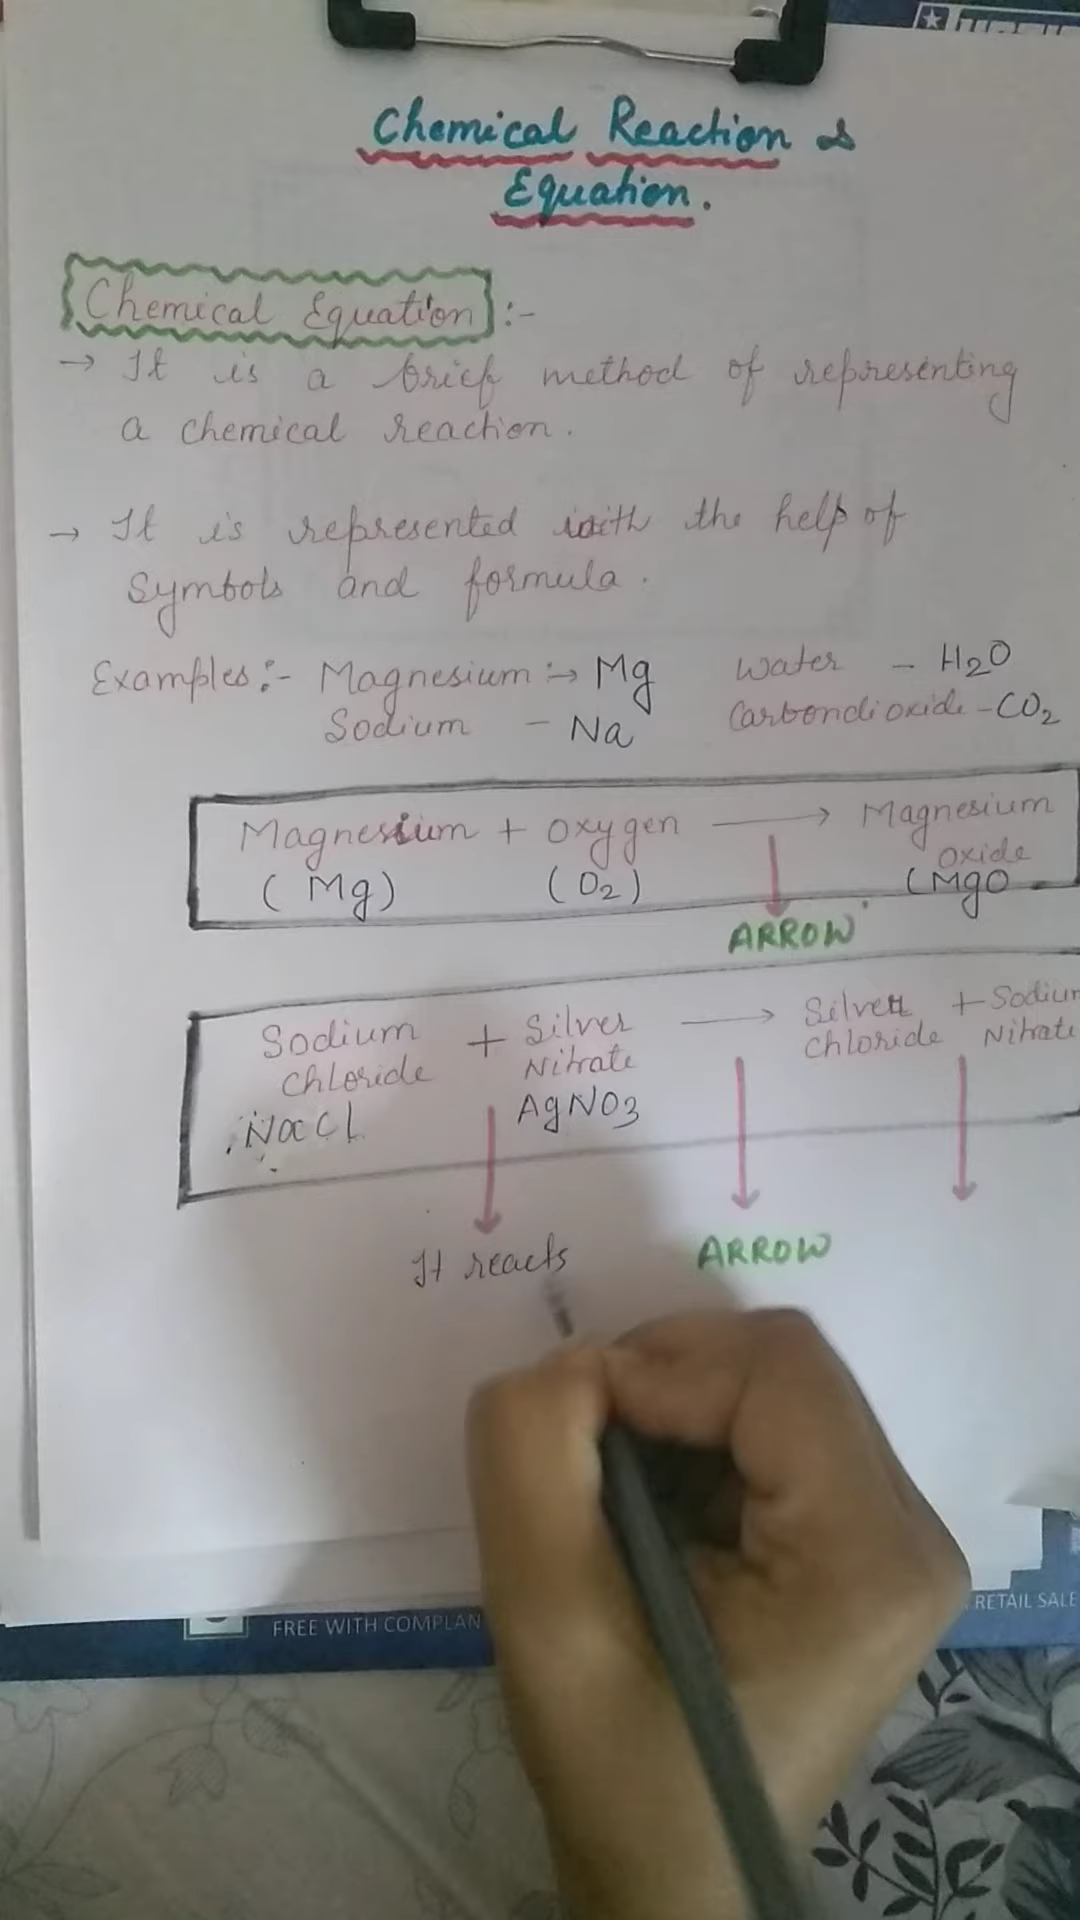 Chemical Reaction &
Equation.
Chemical Equation :-
→ It is a brief method of representing
a chemical reaction.
→ It is represented with the help of
Symbols and formula.
Examples:- Magnesium :→ Mg Water - H2O
Sodium - Na Carbondioxide - CO2
Magnesium + Oxygen ⟶ Magnesium
oxide
(Mg) (O2) (MgO
ARROW
Sodium + Silver ⟶ Silver + Sodium
Chloride Nitrate Chloride Nitrate
NaCl AgNO3
It reacts ARROW
FREE WITH COMPLAN
RETAIL SALE